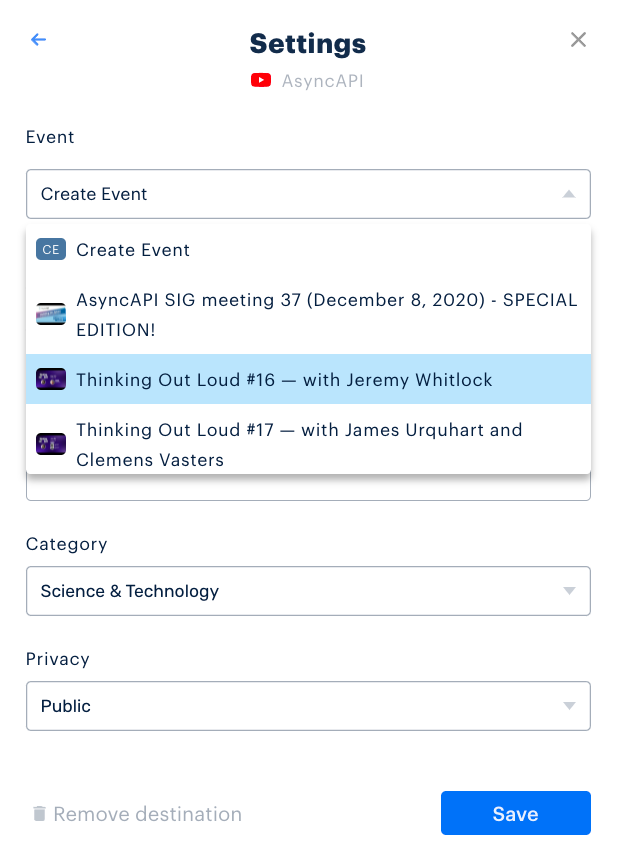 Settings
AsyncAPI
Event
Create Event
CE Create Event
AsyncAPI SIG meeting 37 (December 8, 2020) - SPECIAL
EDITION!
Thinking Out Loud #16 — with Jeremy Whitlock
Thinking Out Loud #17 — with James Urquhart and
Clemens Vasters
Category
Science & Technology
Privacy
Public
Remove destination
Save